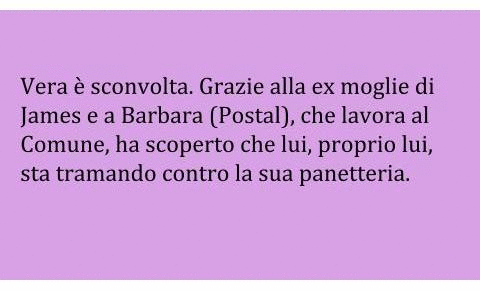 Vera è sconvolta. Grazie alla ex moglie di
James e a Barbara (Postal), che lavora al
Comune, ha scoperto che lui, proprio lui,
sta tramando contro la sua panetteria.